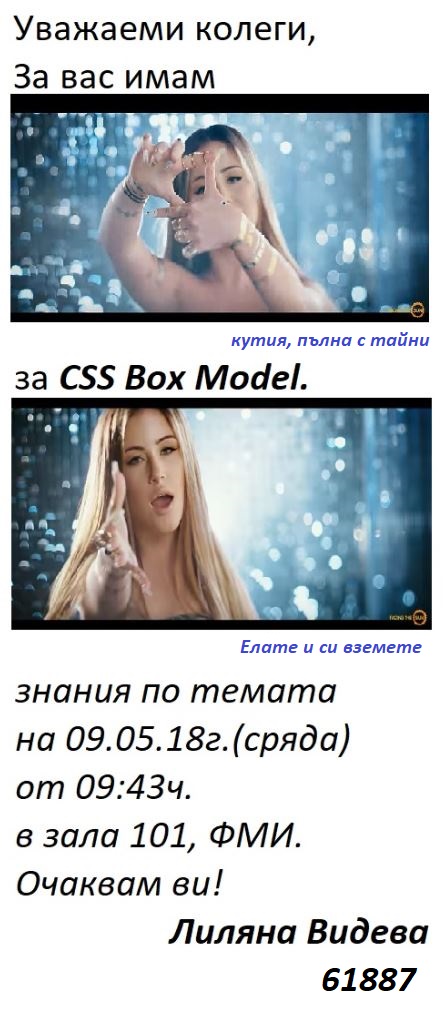 Уважаеми колеги,
За вас имам
кутия, пълна с тайни
за CSS Box Model.
Елате и си вземете
знания по темата
на 09.05.18г.(сряда)
от 09:43ч.
в зала 101, ФМИ.
Очаквам ви!
Лиляна Видева
61887